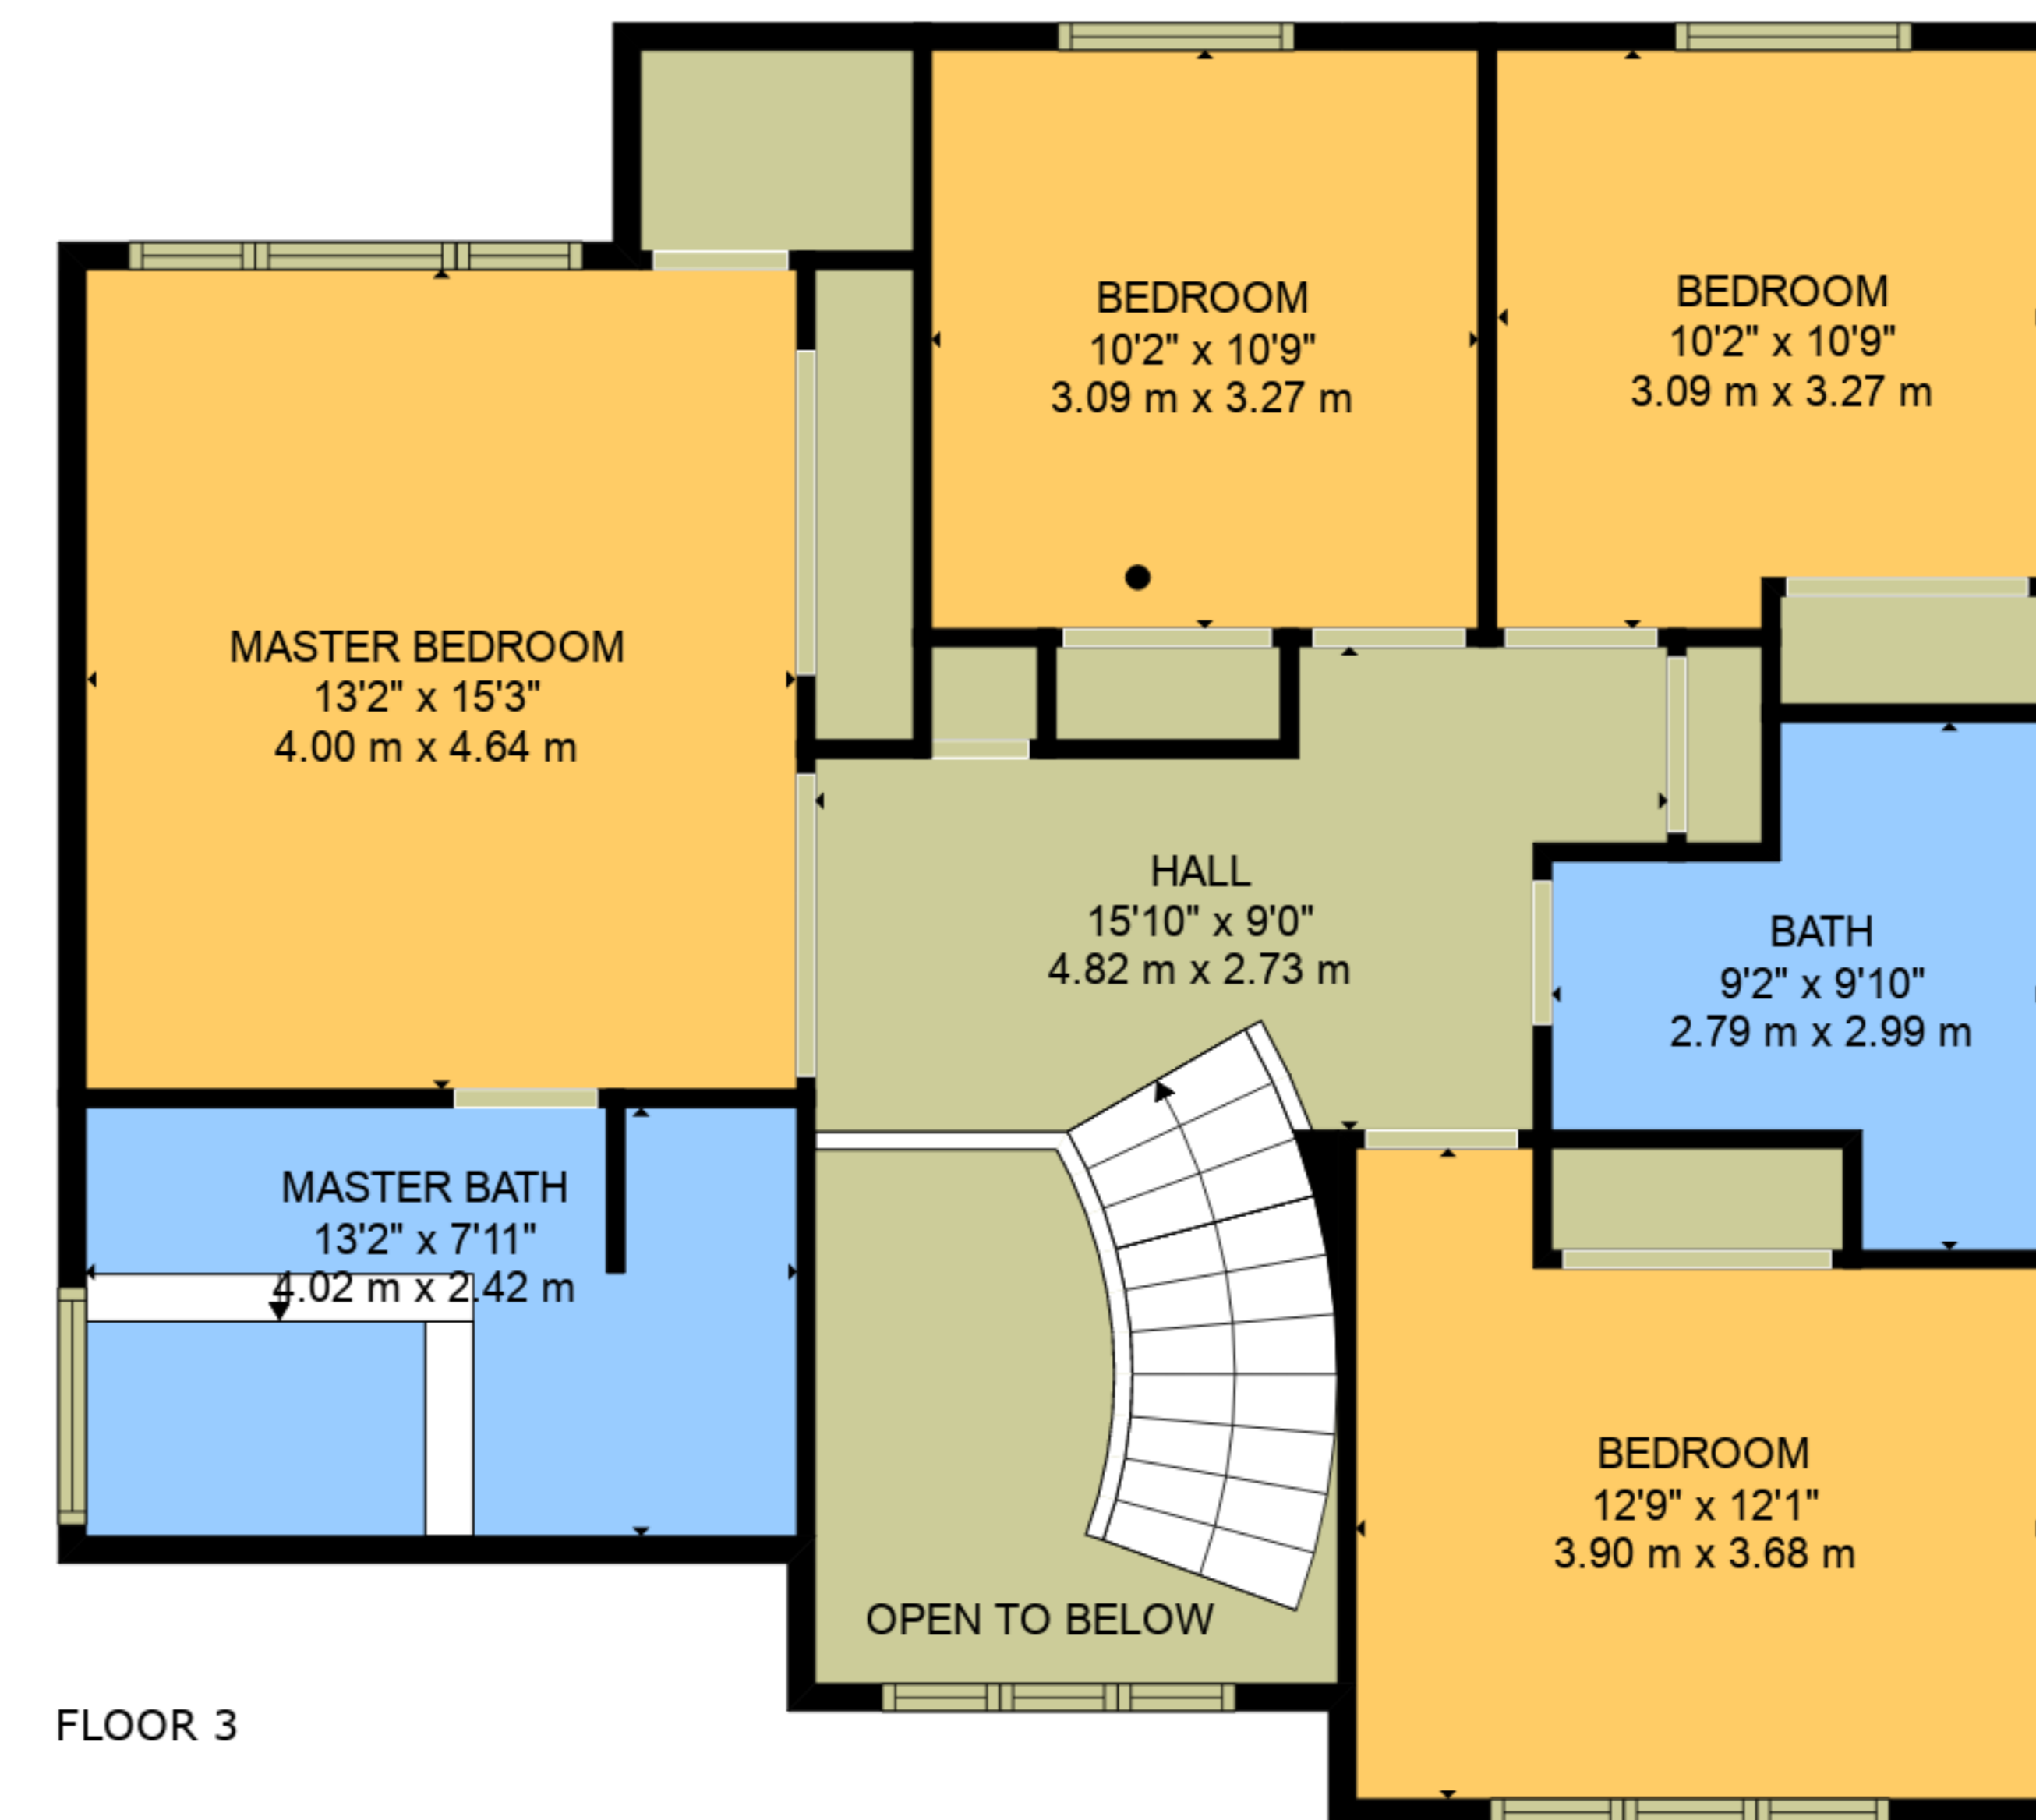 BEDROOM
10'2" x 10'9"
3.09 m x 3.27 m
BEDROOM
10'2" x 10'9"
3.09 m x 3.27 m
MASTER BEDROOM
13'2" x 15'3"
4.00 m x 4.64 m
HALL
15'10" x 9'0"
4.82 m x 2.73 m
BATH
9'2" x 9'10"
2.79 m x 2.99 m
MASTER BATH
13'2" x 7'11"
4.02 m x 2.42 m
BEDROOM
12'9" x 12'1"
3.90 m x 3.68 m
OPEN TO BELOW
FLOOR 3